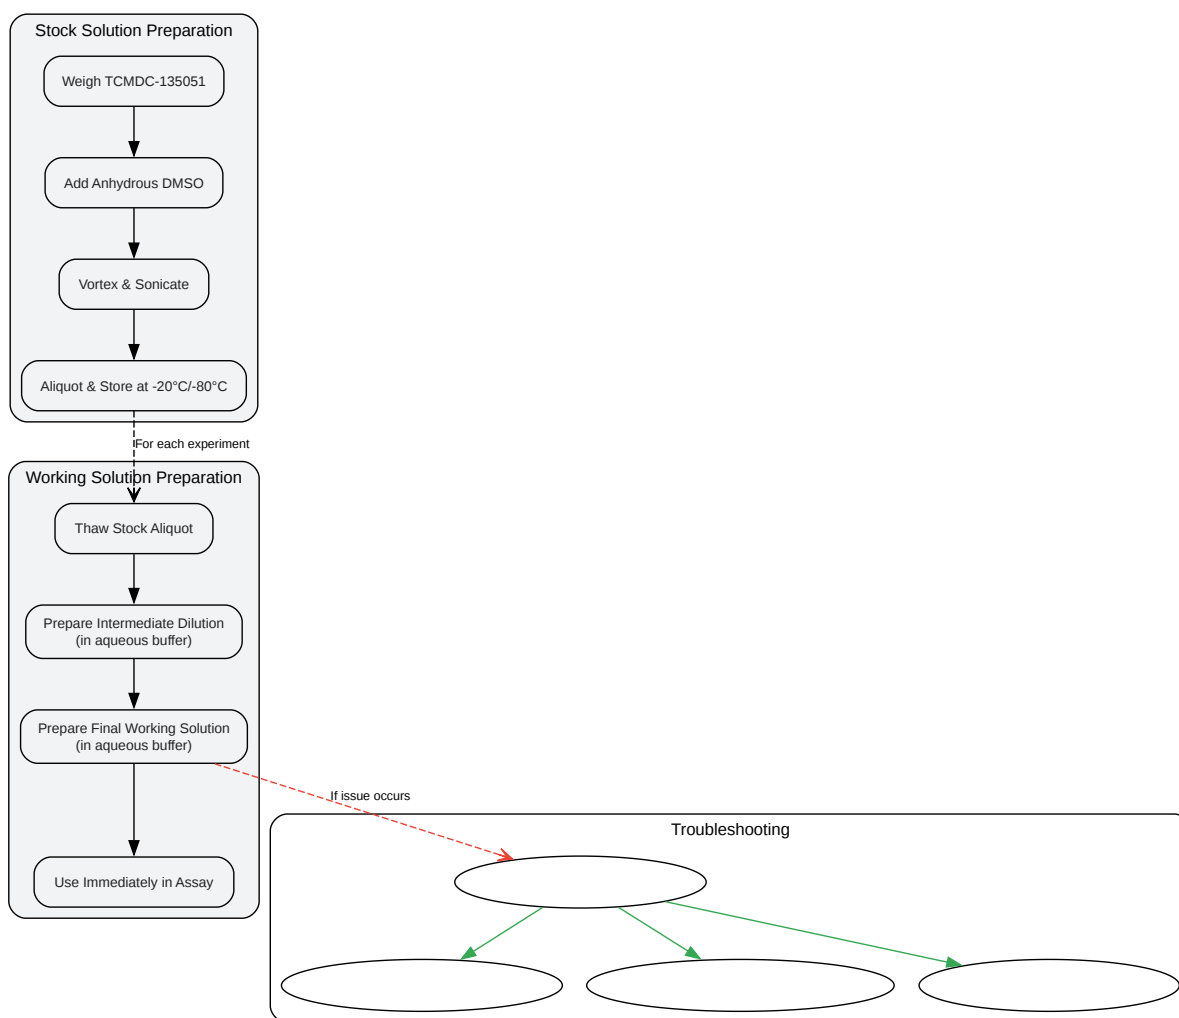 Stock Solution Preparation
Weigh TCMDC-135051
Add Anhydrous DMSO
Vortex & Sonicate
Aliquot & Store at -20°C/-80°C
For each experiment
Working Solution Preparation
Thaw Stock Aliquot
Prepare Intermediate Dilution
(in aqueous buffer)
Prepare Final Working Solution
(in aqueous buffer)
If issue occurs
Troubleshooting
Use Immediately in Assay